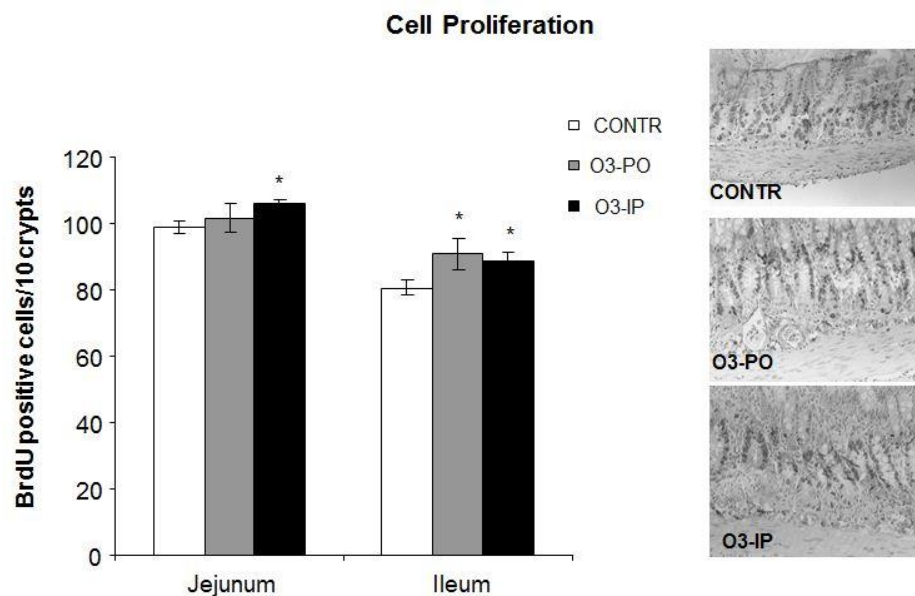 Cell Proliferation
BrdU positive cells/10 crypts
120
100
80
60
40
20
0
*
*
*
Jejunum
Ileum
CONTR
O3-PO
O3-IP
CONTR
O3-PO
O3-IP